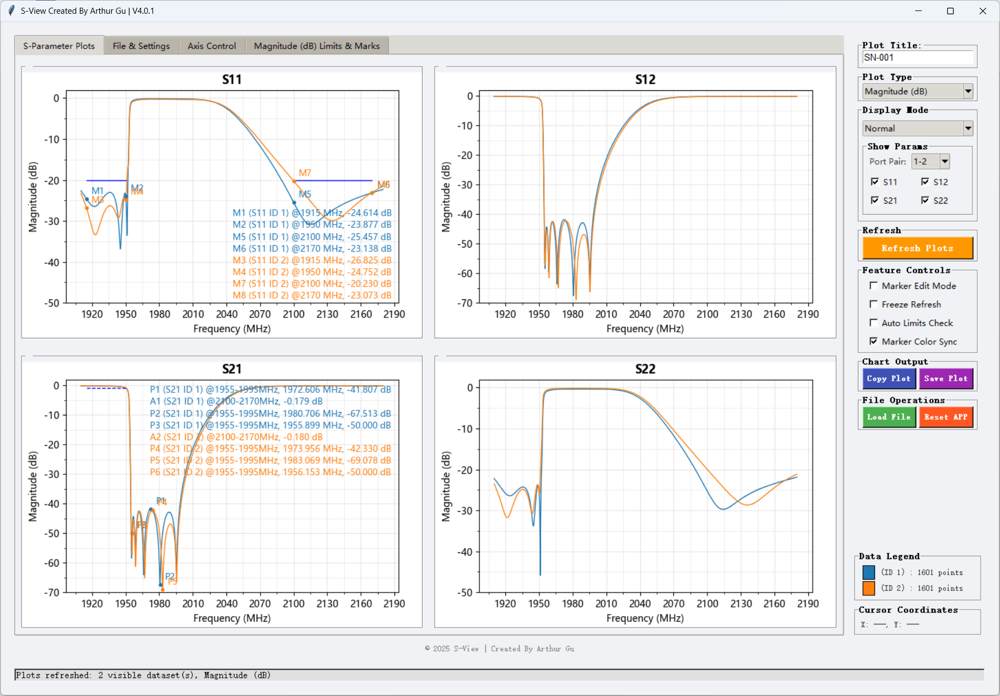 S-View Created By Arthur Gu | V4.0.1
S-Parameter Plots
File & Settings
Axis Control
Magnitude (dB) Limits & Marks
S11
Magnitude (dB)
0
-10
-20
-30
-40
-50
M1
M2
M3
M4
M7
M5
M6
M1 (S11 ID 1) @1915 MHz, -24.614 dB
M2 (S11 ID 1) @1950 MHz, -23.877 dB
M5 (S11 ID 1) @2100 MHz, -25.457 dB
M6 (S11 ID 1) @2170 MHz, -23.138 dB
M3 (S11 ID 2) @1915 MHz, -26.825 dB
M4 (S11 ID 2) @1950 MHz, -24.752 dB
M7 (S11 ID 2) @2100 MHz, -20.230 dB
M8 (S11 ID 2) @2170 MHz, -23.073 dB
1920 1950 1980 2010 2040 2070 2100 2130 2160 2190
Frequency (MHz)
S12
Magnitude (dB)
0
-10
-20
-30
-40
-50
-60
-70
1920 1950 1980 2010 2040 2070 2100 2130 2160 2190
Frequency (MHz)
S21
Magnitude (dB)
0
-10
-20
-30
-40
-50
-60
-70
P1 (S21 ID 1) @1955-1995MHz, 1972.606 MHz, -41.807 dB
A1 (S21 ID 1) @2100-2170MHz, -0.179 dB
P2 (S21 ID 1) @1955-1995MHz, 1980.706 MHz, -67.513 dB
P3 (S21 ID 1) @1955-1995MHz, 1955.899 MHz, -50.000 dB
A2 (S21 ID 2) @2100-2170MHz, -0.180 dB
P4 (S21 ID 2) @1955-1995MHz, 1973.956 MHz, -42.330 dB
P5 (S21 ID 2) @1955-1995MHz, 1983.069 MHz, -69.078 dB
P6 (S21 ID 2) @1955-1995MHz, 1956.153 MHz, -50.000 dB
P1
P4
P2
P5
1920 1950 1980 2010 2040 2070 2100 2130 2160 2190
Frequency (MHz)
S22
Magnitude (dB)
0
-10
-20
-30
-40
-50
1920 1950 1980 2010 2040 2070 2100 2130 2160 2190
Frequency (MHz)
Plot Title:
SN-001
Plot Type
Magnitude (dB)
Display Mode
Normal
Show Params
Port Pair: 1-2
S11 S12
S21 S22
Refresh
Refresh Plots
Feature Controls
Marker Edit Mode
Freeze Refresh
Auto Limits Check
Marker Color Sync
Chart Output
Copy Plot Save Plot
File Operations
Load File Reset APP
Data Legend
(ID 1) : 1601 points
(ID 2) : 1601 points
Cursor Coordinates
X: ——, Y: ——
© 2025 S-View | Created By Arthur Gu
Plots refreshed: 2 visible dataset(s), Magnitude (dB)